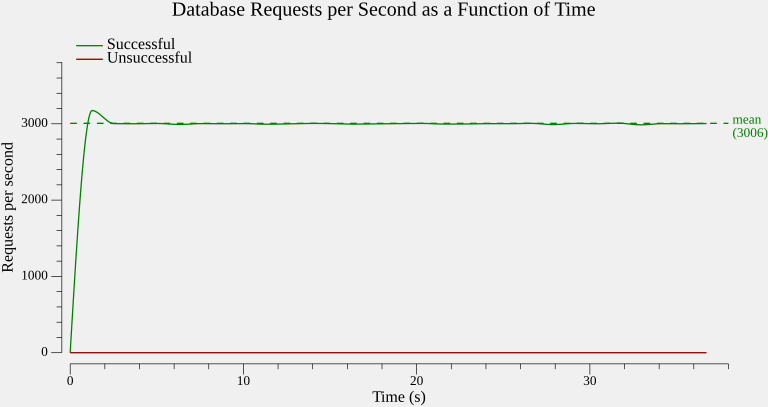 Database Requests per Second as a Function of Time
Successful
Unsuccessful
Requests per second
3000
2000
1000
0
mean
(3006)
0
10
20
30
Time (s)